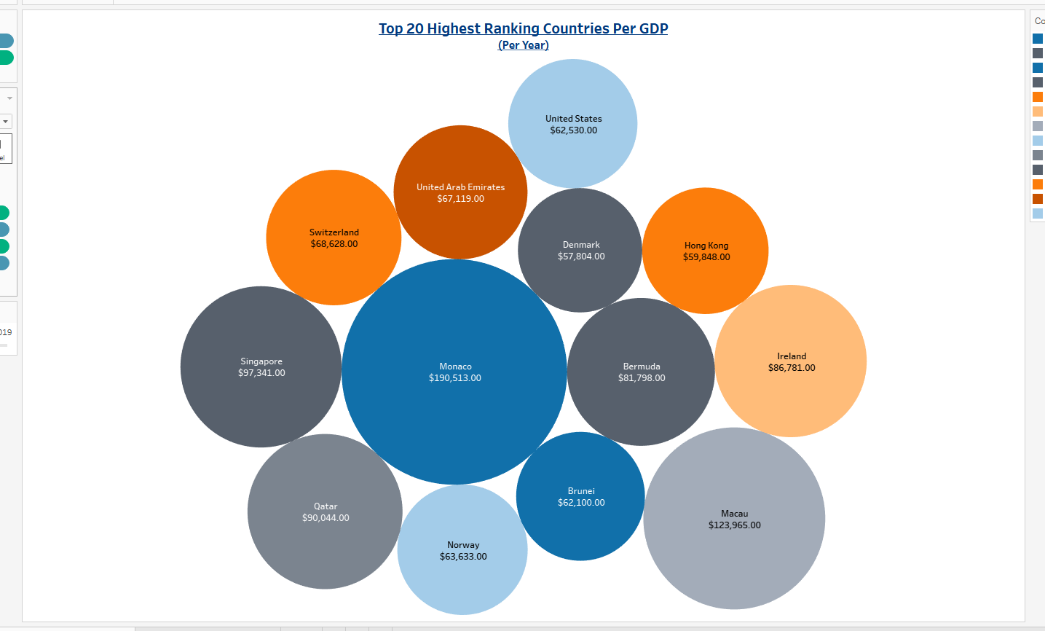 Top 20 Highest Ranking Countries Per GDP
(Per Year)
Co
United States
$62,530.00
United Arab Emirates
$67,119.00
Switzerland
$68,628.00
Denmark
$57,804.00
Hong Kong
$59,848.00
Singapore
$97,341.00
Monaco
$190,513.00
Bermuda
$81,798.00
Ireland
$86,781.00
019
Qatar
$90,044.00
Brunei
$62,100.00
Macau
$123,965.00
Norway
$63,633.00